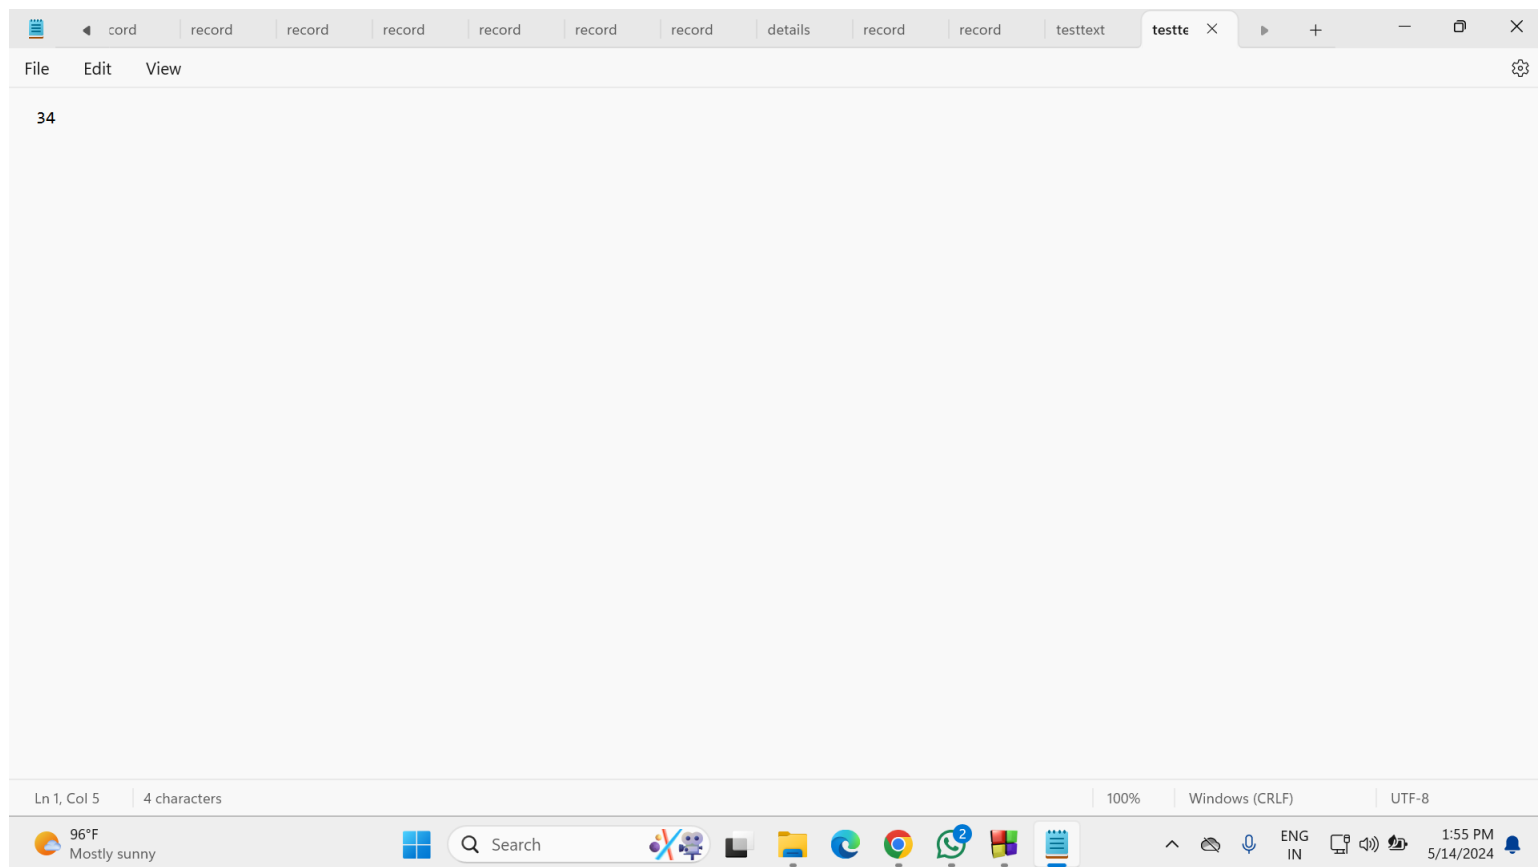 cord record record record record record record details record record testtext testte
File Edit View
34
Ln 1, Col 5 4 characters 100% Windows (CRLF) UTF-8
96°F
Mostly sunny
Search
2
ENG
IN
1:55 PM
5/14/2024